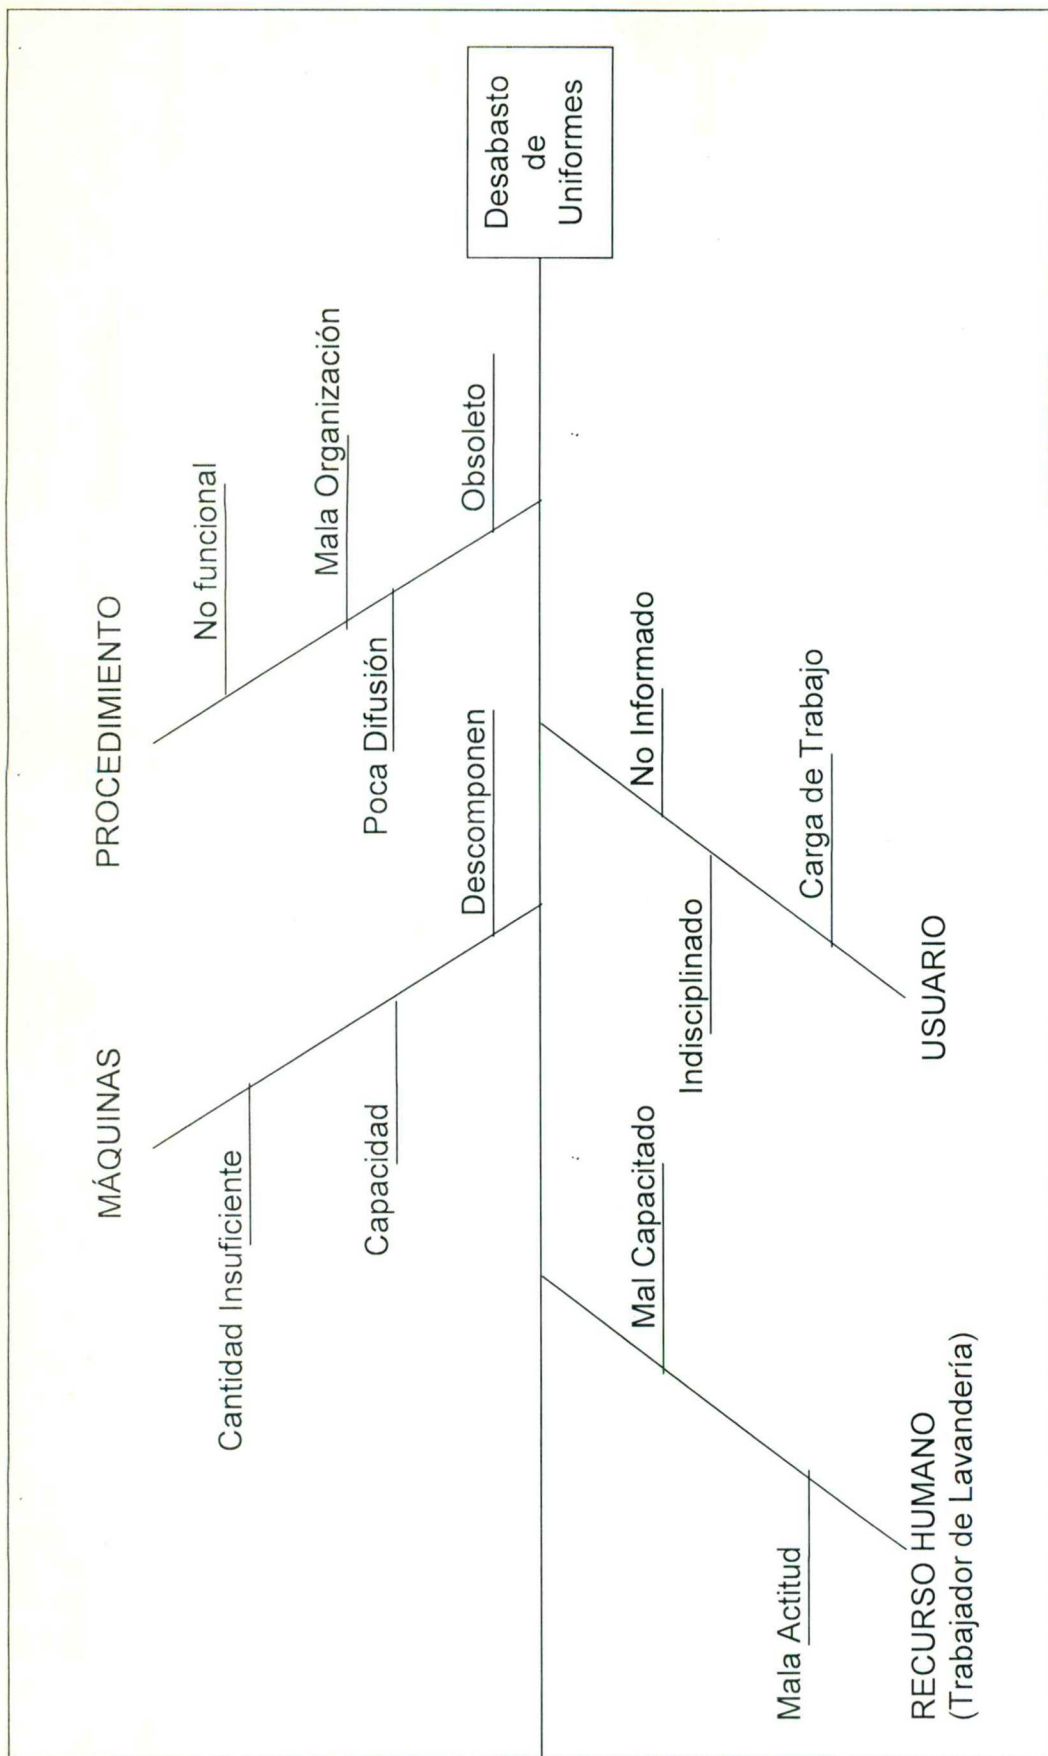 MÁQUINAS
PROCEDIMIENTO
No funcional
Cantidad Insuficiente
Mala Organización
Capacidad
Poca Difusión
Descomponen
Obsoleto
Desabasto
de
Uniformes
Mal Capacitado
No Informado
Indisciplinado
Mala Actitud
Carga de Trabajo
RECURSO HUMANO
(Trabajador de Lavandería)
USUARIO